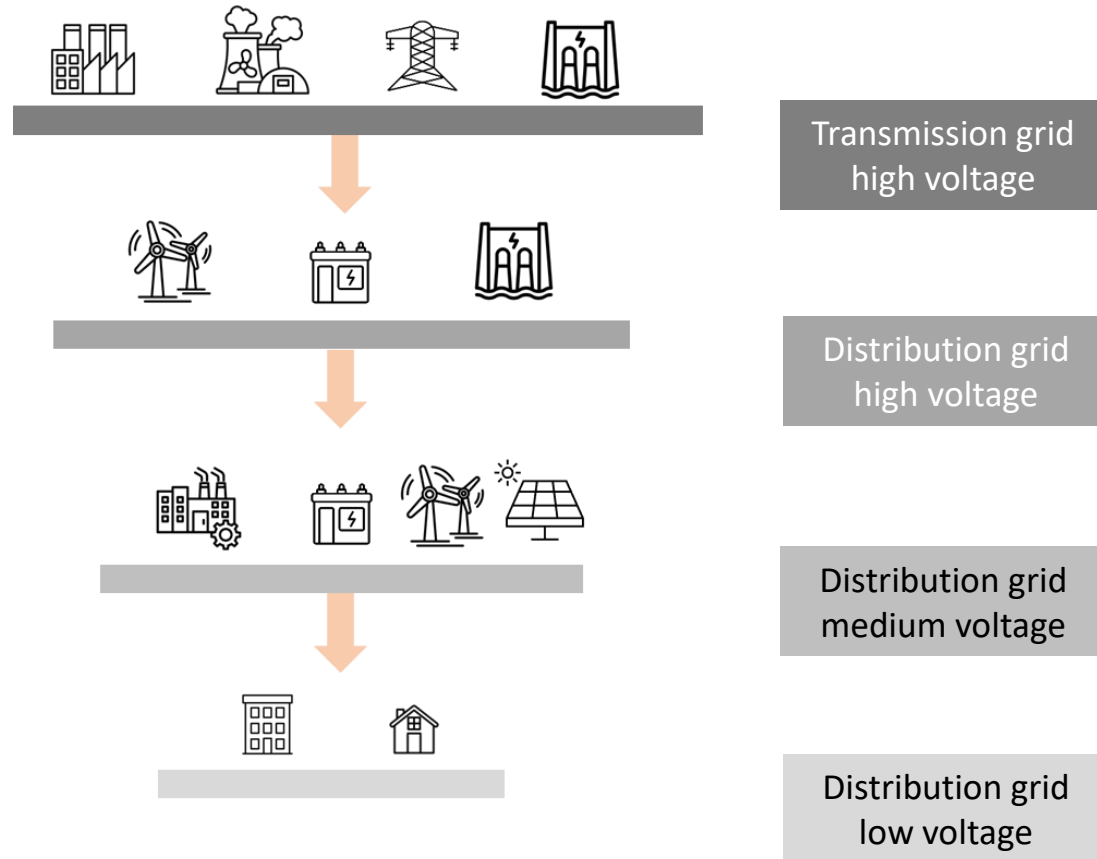 Transmission grid
high voltage
Distribution grid
high voltage
Distribution grid
medium voltage
Distribution grid
low voltage